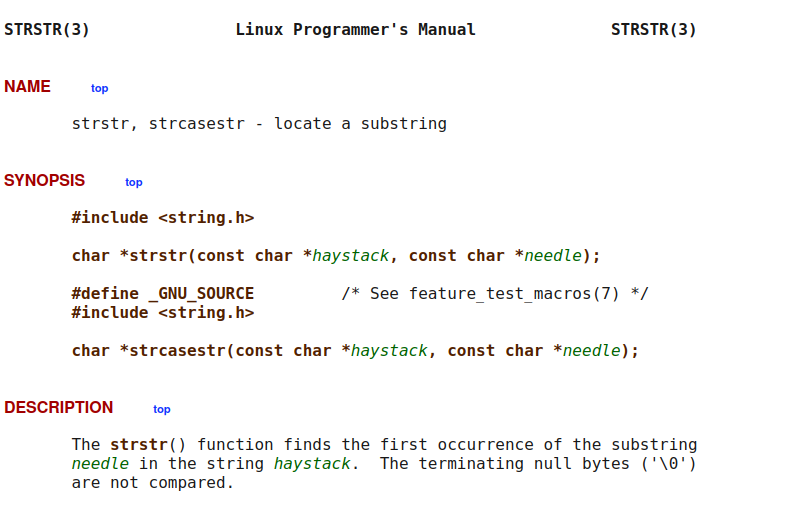 STRSTR(3) Linux Programmer's Manual STRSTR(3)
NAME top
strstr, strcasestr - locate a substring
SYNOPSIS top
#include <string.h>
char *strstr(const char *haystack, const char *needle);
#define _GNU_SOURCE /* See feature_test_macros(7) */
#include <string.h>
char *strcasestr(const char *haystack, const char *needle);
DESCRIPTION top
The strstr() function finds the first occurrence of the substring
needle in the string haystack. The terminating null bytes ('\0')
are not compared.